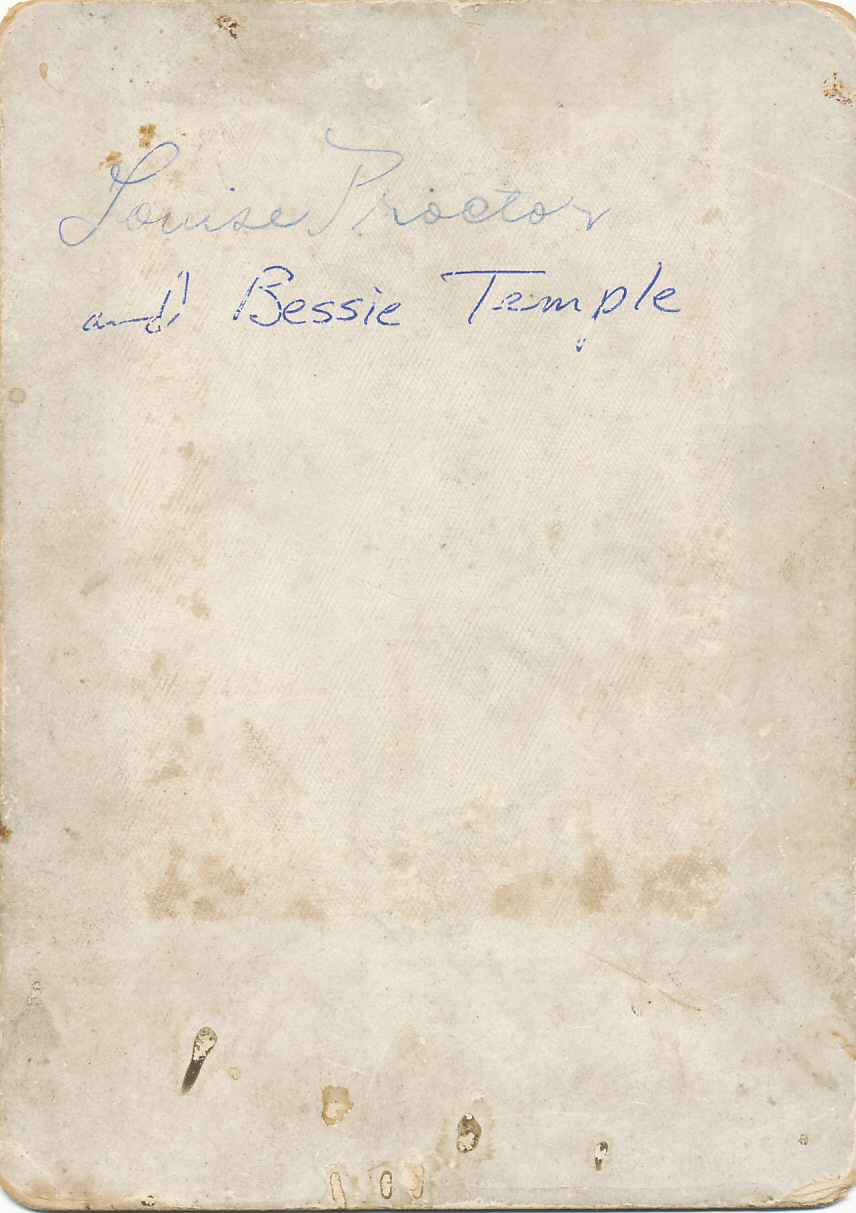 Louise Proctor
and Bessie Temple